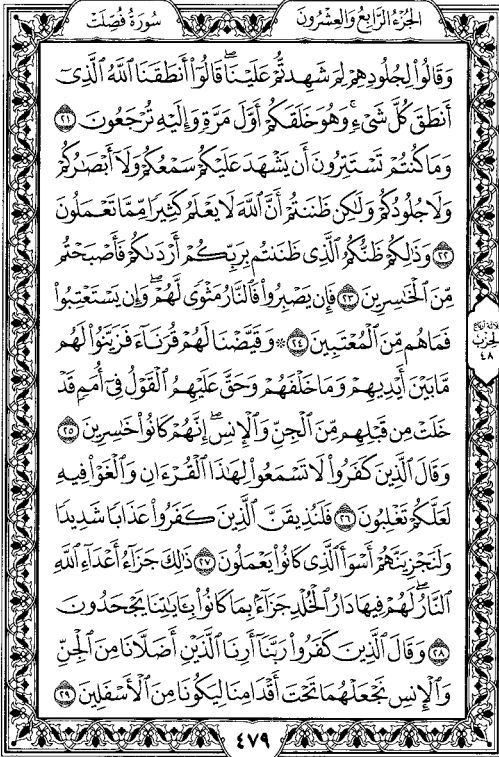 الجزء الرابع والعشرون
سورة فصلت
وَقَالُوا۟ لِجُلُودِهِمْ لِمَ شَهِدتُّمْ عَلَيْنَا ۖ قَالُوٓا۟ أَنطَقَنَا ٱللَّهُ ٱلَّذِىٓ
أَنطَقَ كُلَّ شَىْءٍ ۚ وَهُوَ خَلَقَكُمْ أَوَّلَ مَرَّةٍ وَإِلَيْهِ تُرْجَعُونَ ٢١
وَمَا كُنتُمْ تَسْتَتِرُونَ أَن يَشْهَدَ عَلَيْكُمْ سَمْعُكُمْ وَلَآ أَبْصَـٰرُكُمْ
وَلَا جُلُودُكُمْ وَلَـٰكِن ظَنَنتُمْ أَنَّ ٱللَّهَ لَا يَعْلَمُ كَثِيرًا مِّمَّا تَعْمَلُونَ
٢٢ وَذَٰلِكُمْ ظَنُّكُمُ ٱلَّذِى ظَنَنتُم بِرَبِّكُمْ أَرْدَىٰكُمْ فَأَصْبَحْتُم
مِّنَ ٱلْخَـٰسِرِينَ ٢٣ فَإِن يَصْبِرُوا۟ فَٱلنَّارُ مَثْوًى لَّهُمْ ۖ وَإِن يَسْتَعْتِبُوا۟
فَمَا هُم مِّنَ ٱلْمُعْتَبِينَ ٢٤ ۞ وَقَيَّضْنَا لَهُمْ قُرَنَآءَ فَزَيَّنُوا۟ لَهُم
مَّا بَيْنَ أَيْدِيهِمْ وَمَا خَلْفَهُمْ وَحَقَّ عَلَيْهِمُ ٱلْقَوْلُ فِىٓ أُمَمٍ قَدْ
خَلَتْ مِن قَبْلِهِم مِّنَ ٱلْجِنِّ وَٱلْإِنسِ ۖ إِنَّهُمْ كَانُوا۟ خَـٰسِرِينَ ٢٥
وَقَالَ ٱلَّذِينَ كَفَرُوا۟ لَا تَسْمَعُوا۟ لِهَـٰذَا ٱلْقُرْءَانِ وَٱلْغَوْا۟ فِيهِ
لَعَلَّكُمْ تَغْلِبُونَ ٢٦ فَلَنُذِيقَنَّ ٱلَّذِينَ كَفَرُوا۟ عَذَابًا شَدِيدًا
وَلَنَجْزِيَنَّهُمْ أَسْوَأَ ٱلَّذِى كَانُوا۟ يَعْمَلُونَ ٢٧ ذَٰلِكَ جَزَآءُ أَعْدَآءِ ٱللَّهِ
ٱلنَّارُ ۖ لَهُمْ فِيهَا دَارُ ٱلْخُلْدِ جَزَآءًۢ بِمَا كَانُوا۟ بِـَٔايَـٰتِنَا يَجْحَدُونَ
٢٨ وَقَالَ ٱلَّذِينَ كَفَرُوا۟ رَبَّنَآ أَرِنَا ٱلَّذَيْنِ أَضَلَّانَا مِنَ ٱلْجِنِّ
وَٱلْإِنسِ نَجْعَلْهُمَا تَحْتَ أَقْدَامِنَا لِيَكُونَا مِنَ ٱلْأَسْفَلِينَ ٢٩
ثلاثة أرباع
الحزب
٤٨
٤٧٩